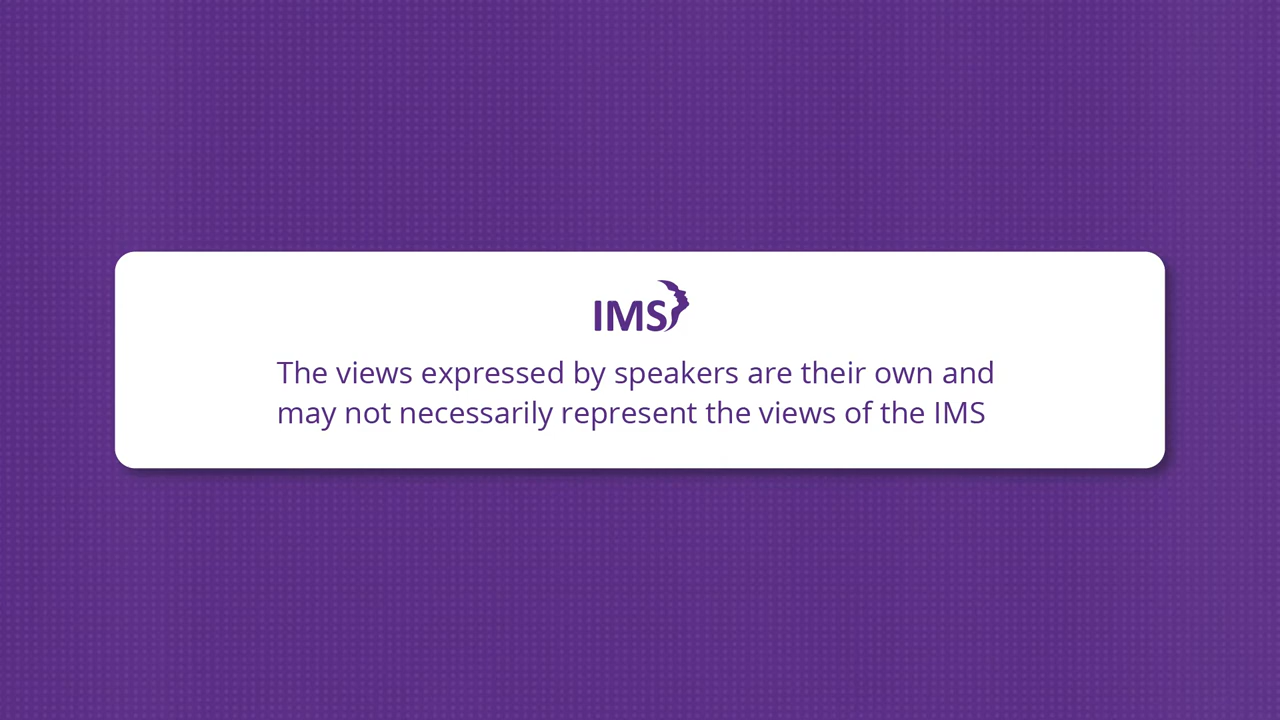 IMS
The views expressed by speakers are their own and
may not necessarily represent the views of the IMS